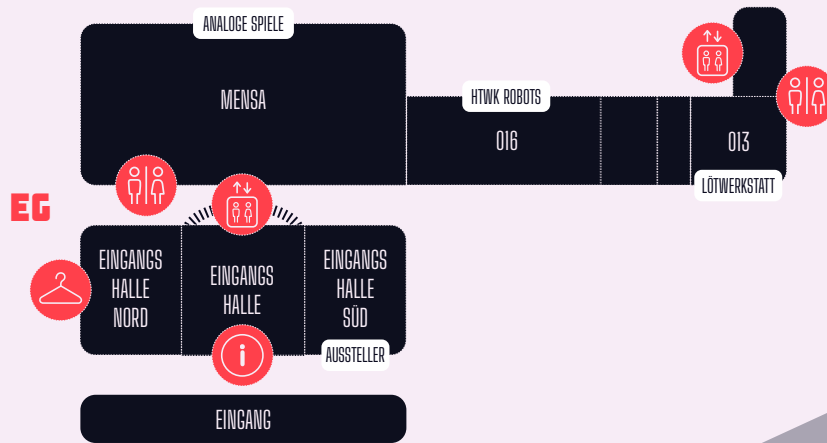 ANALOGE SPIELE
MENSA
HTWK ROBOTS
016
013
LÖTWERKSTATT
EG
EINGANGS
HALLE
NORD
EINGANGS
HALLE
EINGANGS
HALLE
SÜD
i
AUSSTELLER
EINGANG